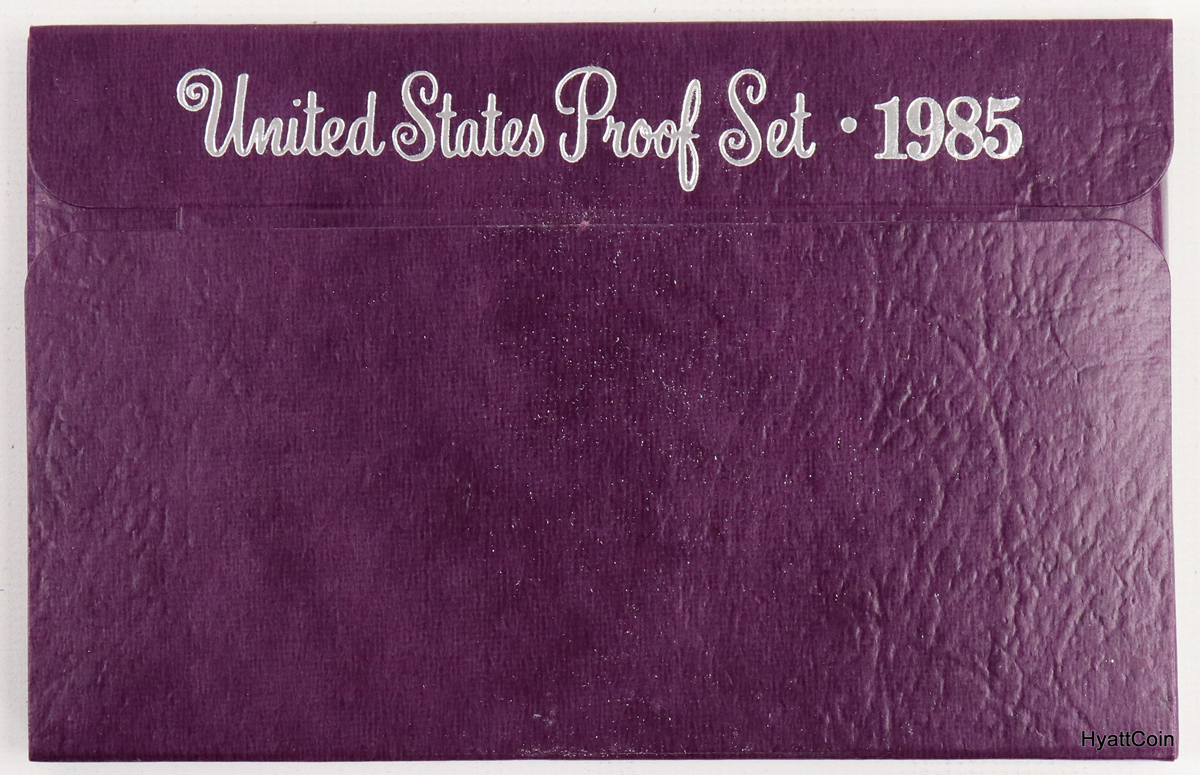 United States Proof Set • 1985
HyattCoin